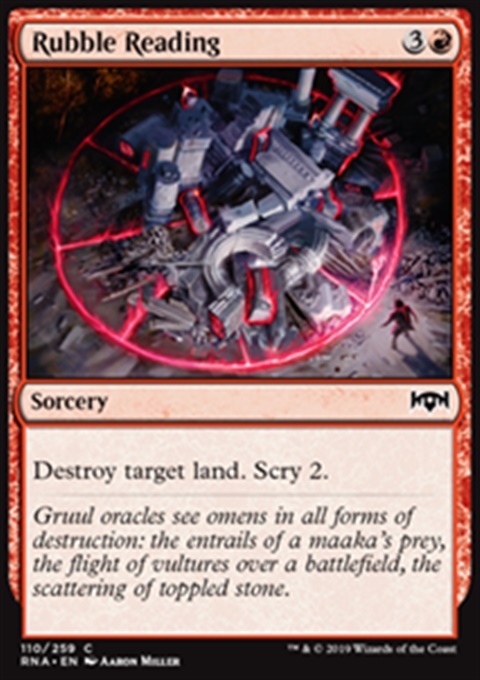 Rubble Reading 3
Sorcery
Destroy target land. Scry 2.
Gruul oracles see omens in all forms of
destruction: the entrails of a maaka's prey,
the flight of vultures over a battlefield, the
scattering of toppled stone.
110/259 C
RNA • EN Aaron Miller
™ & © 2019 Wizards of the Coast